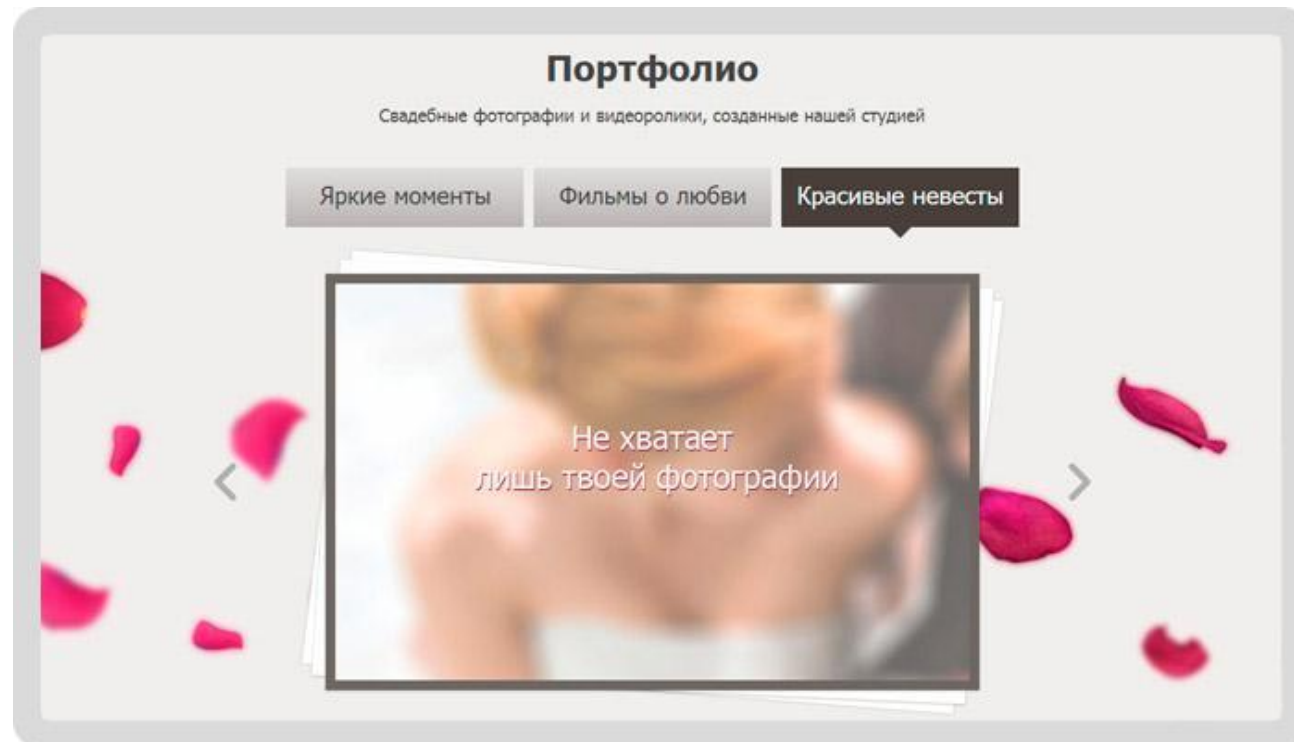 Портфолио
Свадебные фотографии и видеоролики, созданные нашей студией
Яркие моменты
Фильмы о любви
Красивые невесты
Не хватает
лишь твоей фотографии